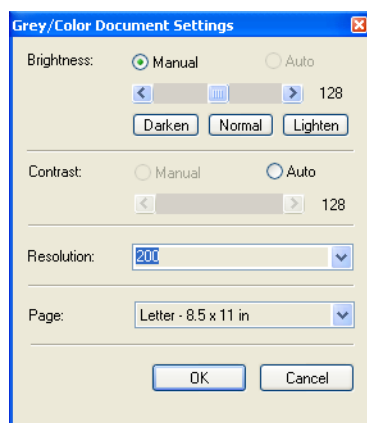 Grey/Color Document Settings
Brightness: Manual Auto
128
Darken Normal Lighten
Contrast: Manual Auto
128
Resolution: 200
Page: Letter - 8.5 x 11 in
OK Cancel